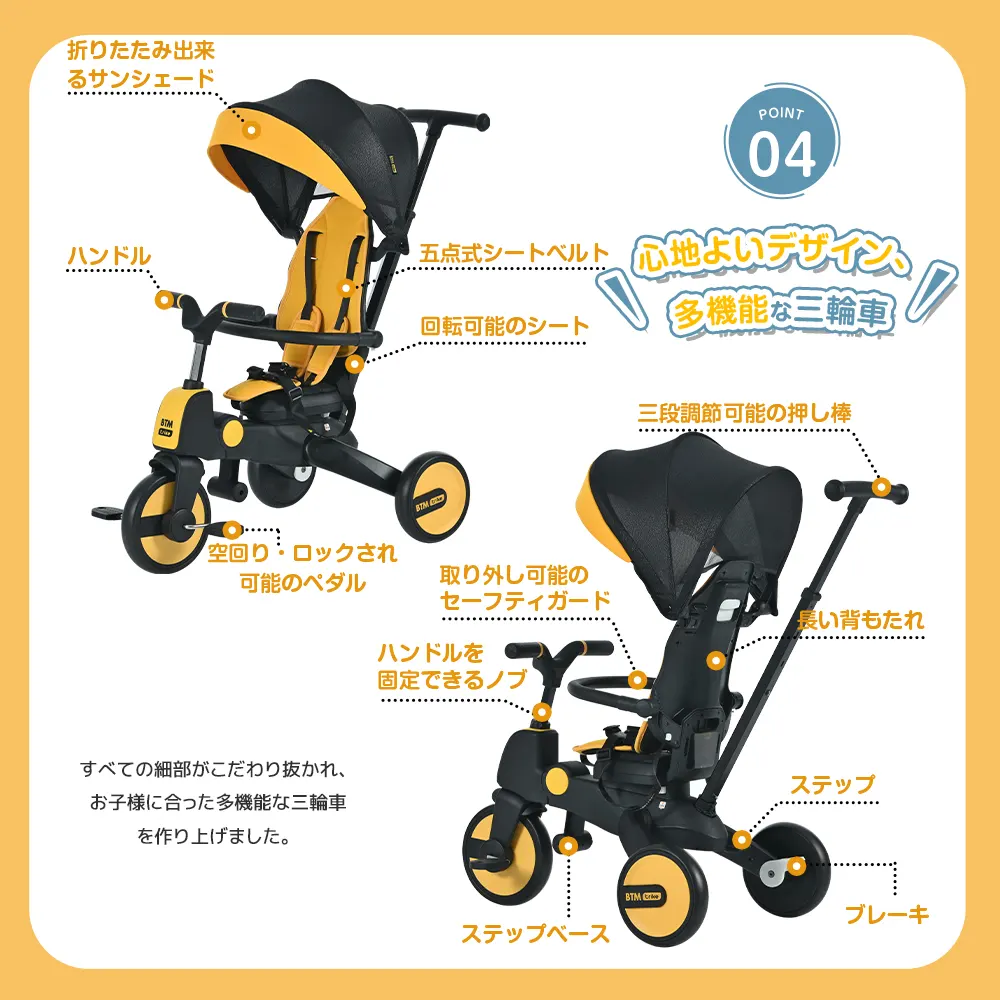 折りたたみ出来
るサンシェード
POINT
04
心地よいデザイン、
多機能な三輪車
ハンドル
五点式シートベルト
回転可能のシート
BTM
trike
BTM trike
空回り・ロックされ
可能のペダル
三段調節可能の押し棒
取り外し可能の
セーフティガード
長い背もたれ
ハンドルを
固定できるノブ
すべての細部がこだわり抜かれ、
お子様に合った多機能な三輪車
を作り上げました。
ステップ
BTM trike
ブレーキ
ステップベース